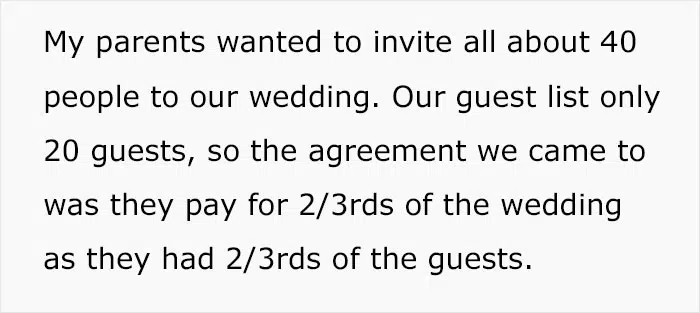 My parents wanted to invite all about 40
people to our wedding. Our guest list only
20 guests, so the agreement we came to
was they pay for 2/3rds of the wedding
as they had 2/3rds of the guests.